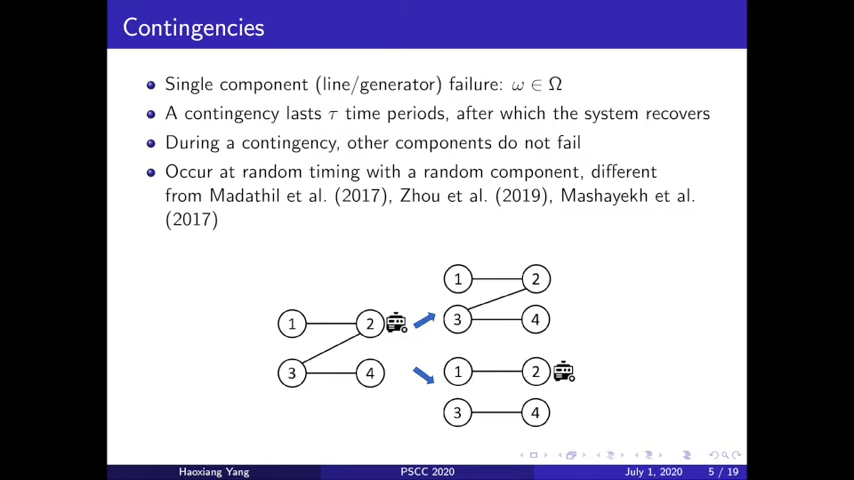 Contingencies
Single component (line/generator) failure: ω ∈ Ω
A contingency lasts τ time periods, after which the system recovers
During a contingency, other components do not fail
Occur at random timing with a random component, different
from Madathil et al. (2017), Zhou et al. (2019), Mashayekh et al.
(2017)
1 2
3 4
1 2
3 4
1 2
3 4
Haoxiang Yang PSCC 2020 July 1, 2020 5 / 19